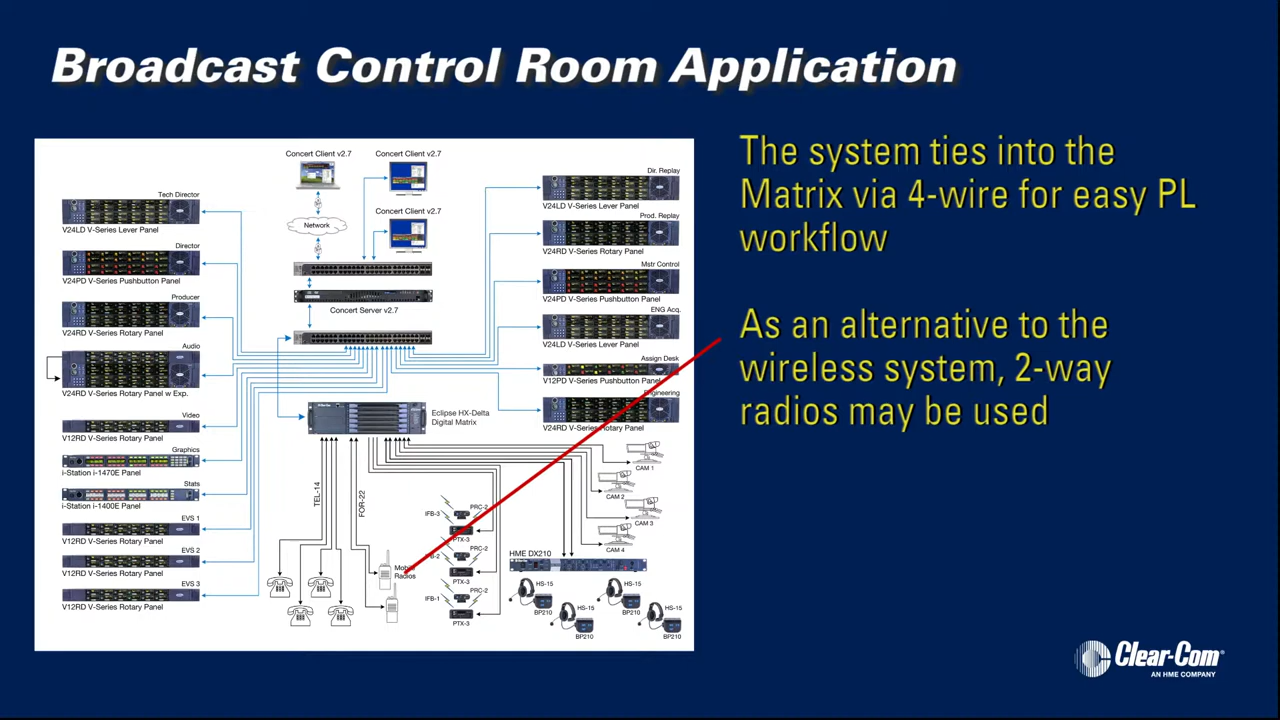 Broadcast Control Room Application
The system ties into the
Matrix via 4-wire for easy PL
workflow
As an alternative to the
wireless system, 2-way
radios may be used
Concert Client v2.7
Concert Client v2.7
Concert Client v2.7
Network
Concert Server v2.7
Tech Director
V24LD V-Series Lever Panel
Director
V24PD V-Series Pushbutton Panel
Producer
V24RD V-Series Rotary Panel
Audio
V24RD V-Series Rotary Panel w Exp.
Video
V12RD V-Series Rotary Panel
Graphics
i-Station i-1470E Panel
Stats
i-Station i-1400E Panel
EVS 1
V12RD V-Series Rotary Panel
EVS 2
V12RD V-Series Rotary Panel
EVS 3
V12RD V-Series Rotary Panel
Dir. Replay
V24LD V-Series Lever Panel
Prod. Replay
V24RD V-Series Rotary Panel
Mstr Control
V24PD V-Series Pushbutton Panel
ENG Acq.
V24LD V-Series Lever Panel
Assign Desk
V12PD V-Series Pushbutton Panel
Engineering
V24RD V-Series Rotary Panel
Eclipse HX-Delta
Digital Matrix
TEL-14
FOR-22
Mobile
Radios
IFB-3
PRC-2
PTX-3
IFB-2
PRC-2
PTX-3
IFB-1
PRC-2
PTX-3
CAM 1
CAM 2
CAM 3
CAM 4
HME DX210
HS-15
BP210
HS-15
BP210
HS-15
BP210
HS-15
BP210
Clear-Com®
AN HME COMPANY